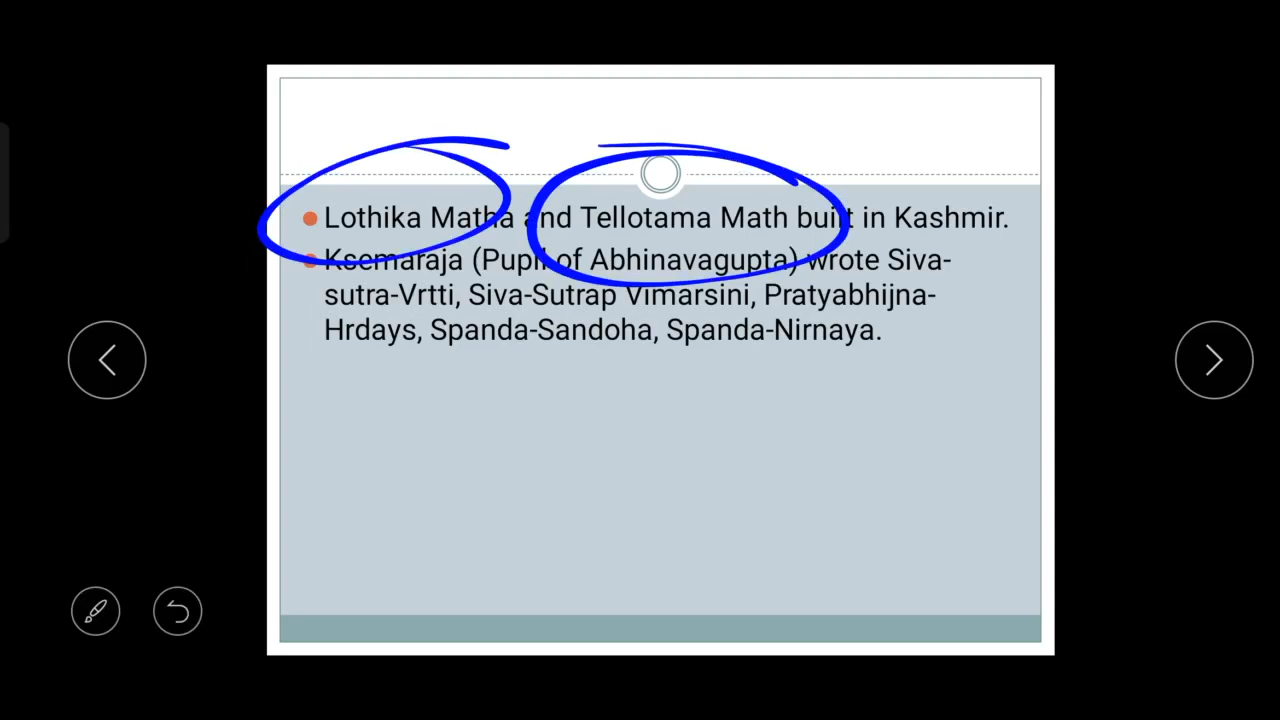 Lothika Matha and Tellotama Math built in Kashmir.
Ksemaraja (Pupil of Abhinavagupta) wrote Siva-
sutra-Vrtti, Siva-Sutrap Vimarsini, Pratyabhijna-
Hrdays, Spanda-Sandoha, Spanda-Nirnaya.